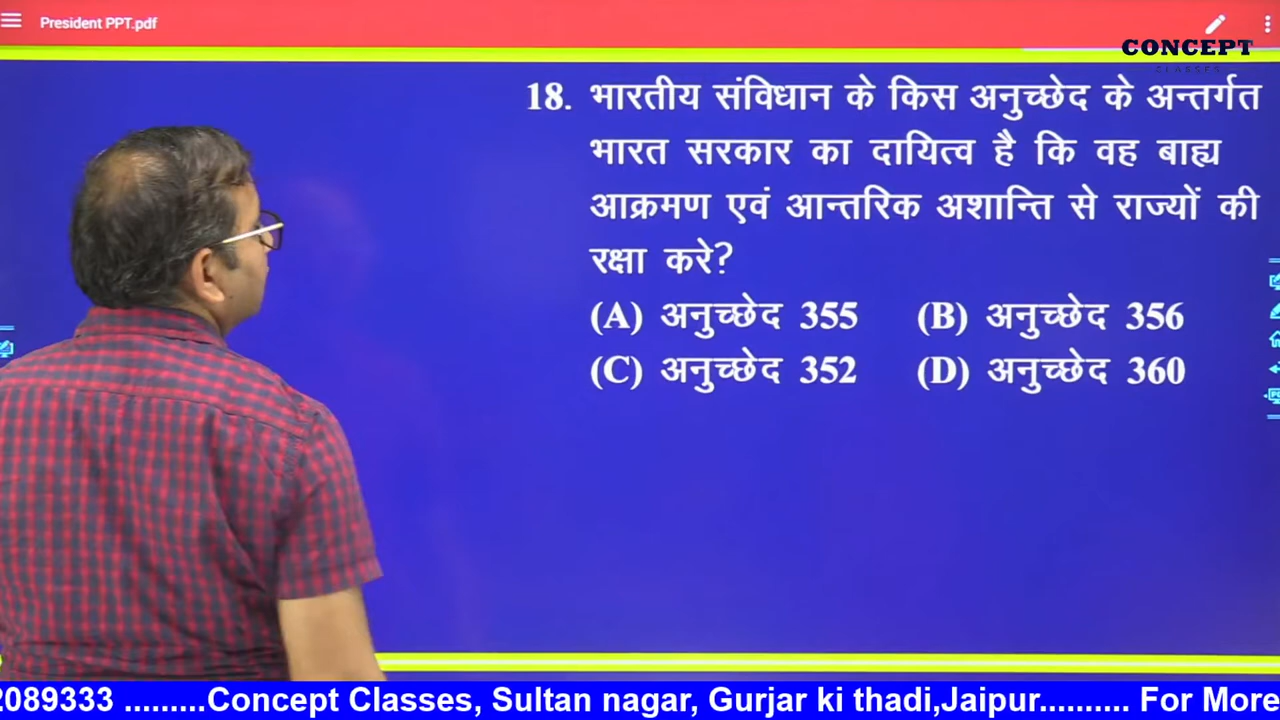 President PPT.pdf
CONCEPT
CLASSES
18. भारतीय संविधान के किस अनुच्छेद के अन्तर्गत
भारत सरकार का दायित्व है कि वह बाह्य
आक्रमण एवं आन्तरिक अशान्ति से राज्यों की
रक्षा करे?
(A) अनुच्छेद 355 (B) अनुच्छेद 356
(C) अनुच्छेद 352 (D) अनुच्छेद 360
2089333 .........Concept Classes, Sultan nagar, Gurjar ki thadi,Jaipur.......... For More